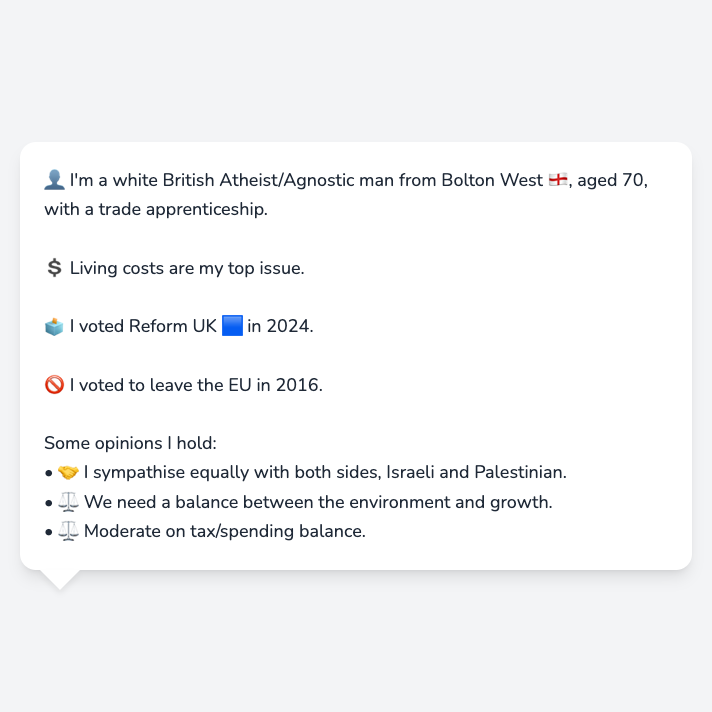 👤 I'm a white British Atheist/Agnostic man from Bolton West 🏴󠁧󠁢󠁥󠁮󠁧󠁿, aged 70,
with a trade apprenticeship.
💲 Living costs are my top issue.
🗳️ I voted Reform UK 🟦 in 2024.
🚫 I voted to leave the EU in 2016.
Some opinions I hold:
• 🤝 I sympathise equally with both sides, Israeli and Palestinian.
• ⚖️ We need a balance between the environment and growth.
• ⚖️ Moderate on tax/spending balance.